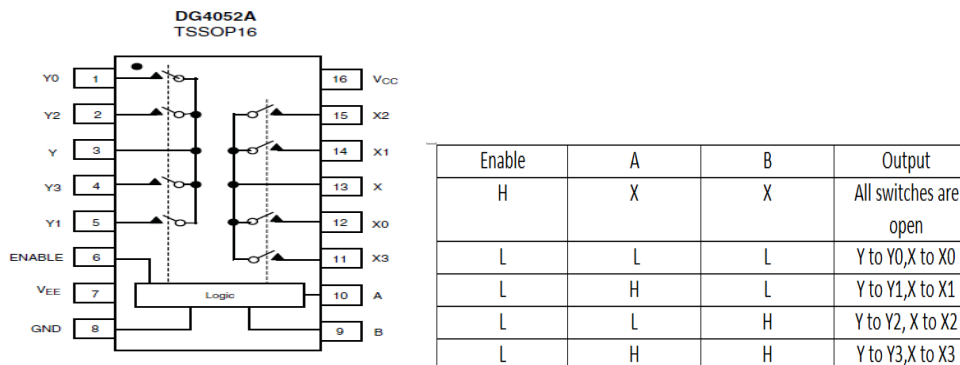 DG4052A
TSSOP16
Y0 1 16 VCC
Y2 2 15 X2
Y 3 14 X1
Y3 4 13 X
Y1 5 12 X0
ENABLE 6 11 X3
VEE 7 Logic 10 A
GND 8 9 B
Enable A B Output
H X X All switches are
open
L L L Y to Y0,X to X0
L H L Y to Y1,X to X1
L L H Y to Y2, X to X2
L H H Y to Y3,X to X3